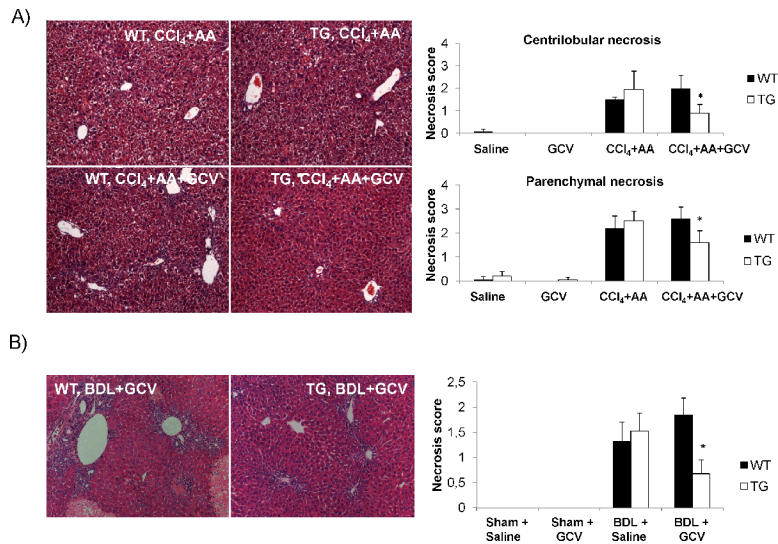 A)
WT, CCl₄+AA
TG, CCl₄+AA
WT, CCl₄+AA+GCV
TG, CCl₄+AA+GCV
Centrilobular necrosis
Necrosis score
4
3
2
1
0
*
WT
TG
Saline
GCV
CCl₄+AA
CCl₄+AA+GCV
Parenchymal necrosis
Necrosis score
4
3
2
1
0
*
WT
TG
Saline
GCV
CCl₄+AA
CCl₄+AA+GCV
B)
WT, BDL+GCV
TG, BDL+GCV
Necrosis score
2,5
2
1,5
1
0,5
0
*
WT
TG
Sham + Saline
Sham + GCV
BDL + Saline
BDL + GCV